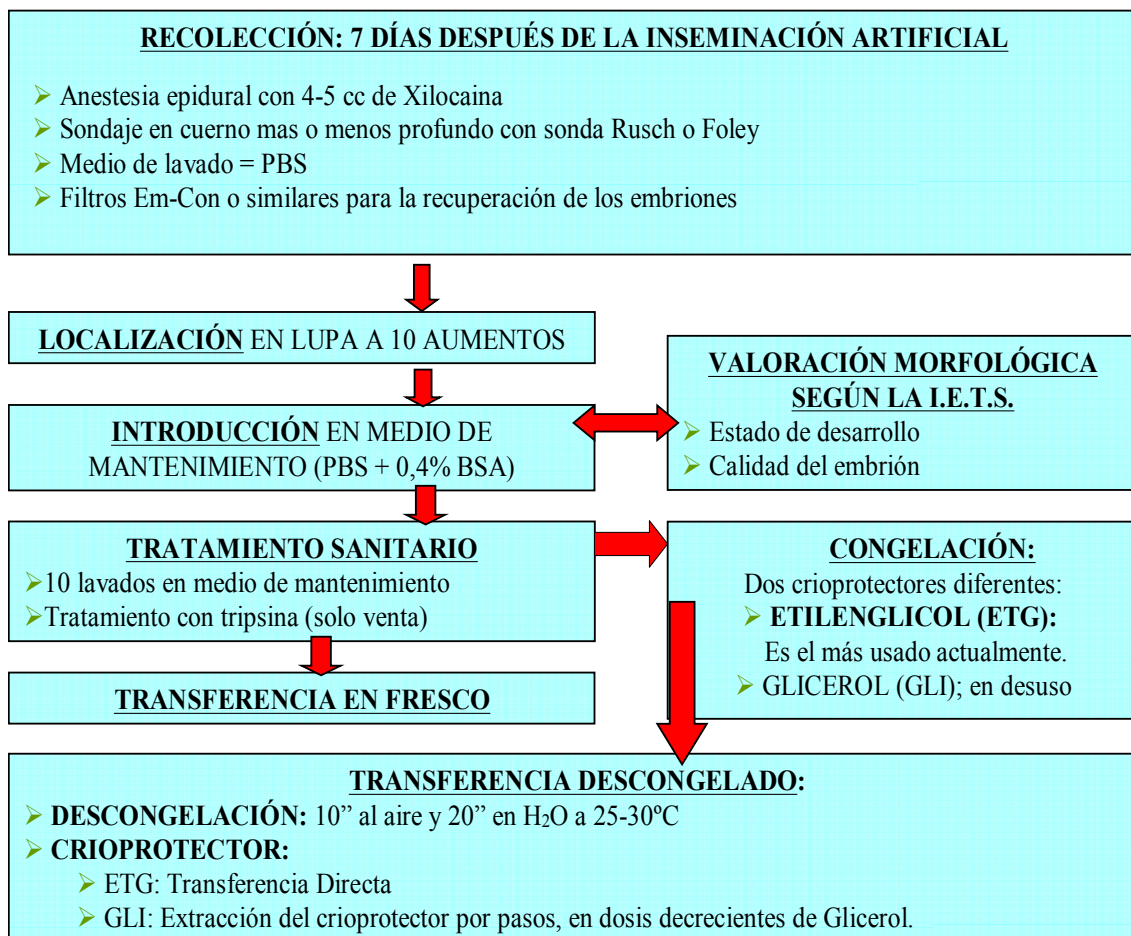 RECOLECCIÓN: 7 DÍAS DESPUÉS DE LA INSEMINACIÓN ARTIFICIAL
Anestesia epidural con 4-5 cc de Xilocaina
Sondaje en cuerno mas o menos profundo con sonda Rusch o Foley
Medio de lavado = PBS
Filtros Em-Con o similares para la recuperación de los embriones
LOCALIZACIÓN EN LUPA A 10 AUMENTOS
INTRODUCCIÓN EN MEDIO DE
MANTENIMIENTO (PBS + 0,4% BSA)
VALORACIÓN MORFOLÓGICA
SEGÚN LA I.E.T.S.
Estado de desarrollo
Calidad del embrión
TRATAMIENTO SANITARIO
10 lavados en medio de mantenimiento
Tratamiento con tripsina (solo venta)
CONGELACIÓN:
Dos crioprotectores diferentes:
ETILENGLICOL (ETG):
Es el más usado actualmente.
GLICEROL (GLI); en desuso
TRANSFERENCIA EN FRESCO
TRANSFERENCIA DESCONGELADO:
DESCONGELACIÓN: 10” al aire y 20” en H₂O a 25-30ºC
CRIOPROTECTOR:
ETG: Transferencia Directa
GLI: Extracción del crioprotector por pasos, en dosis decrecientes de Glicerol.